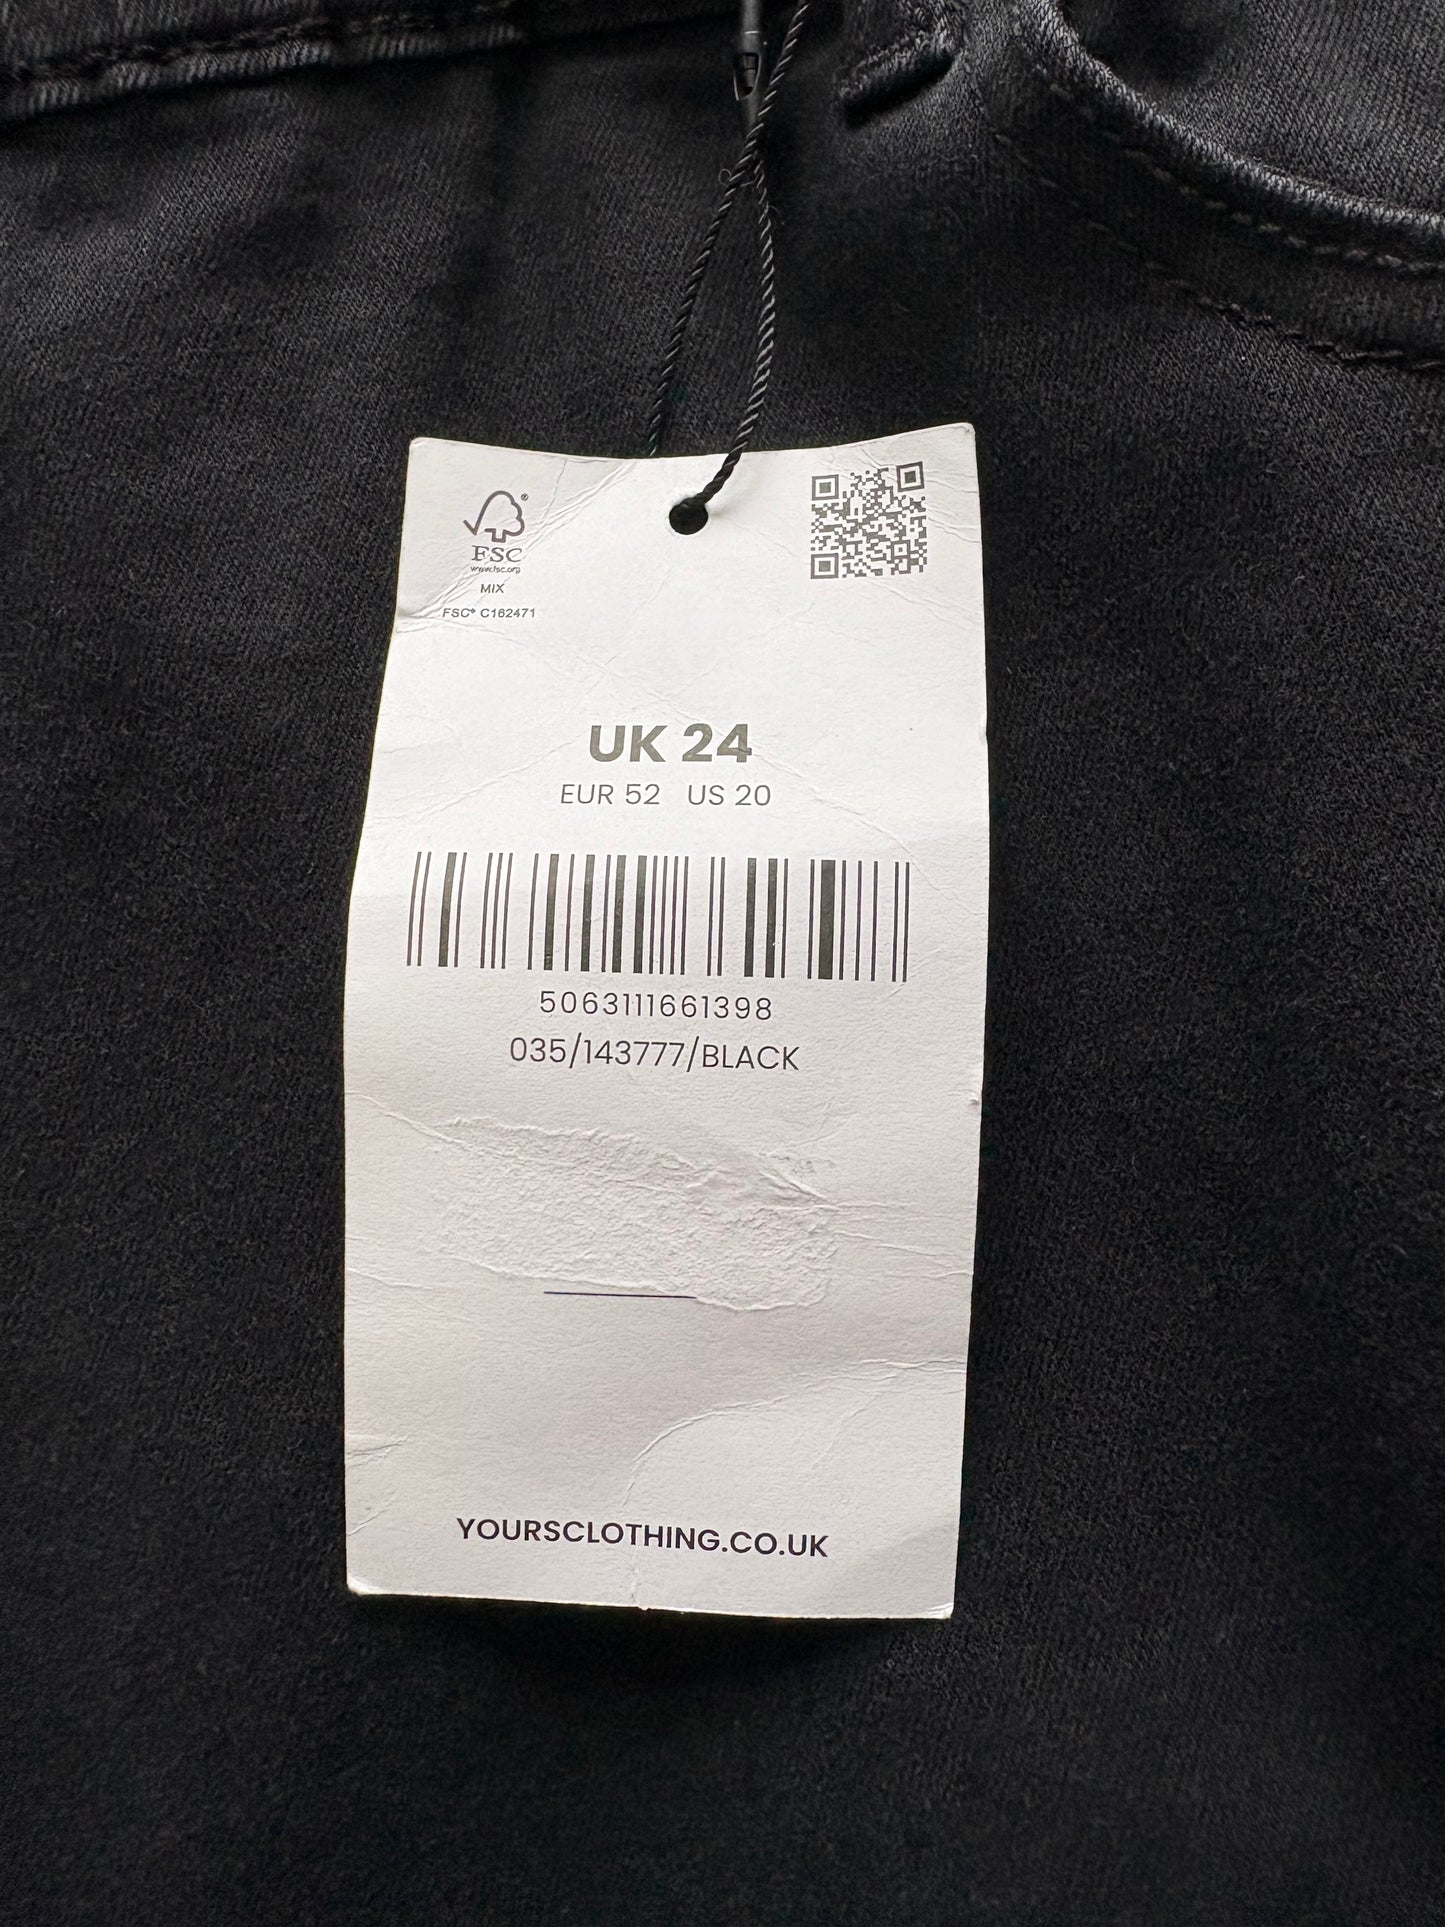 FSC
www.fsc.org
MIX
FSC® C162471
UK 24
EUR 52 US 20
5063111661398
035/143777/BLACK
YOURSCLOTHING.CO.UK